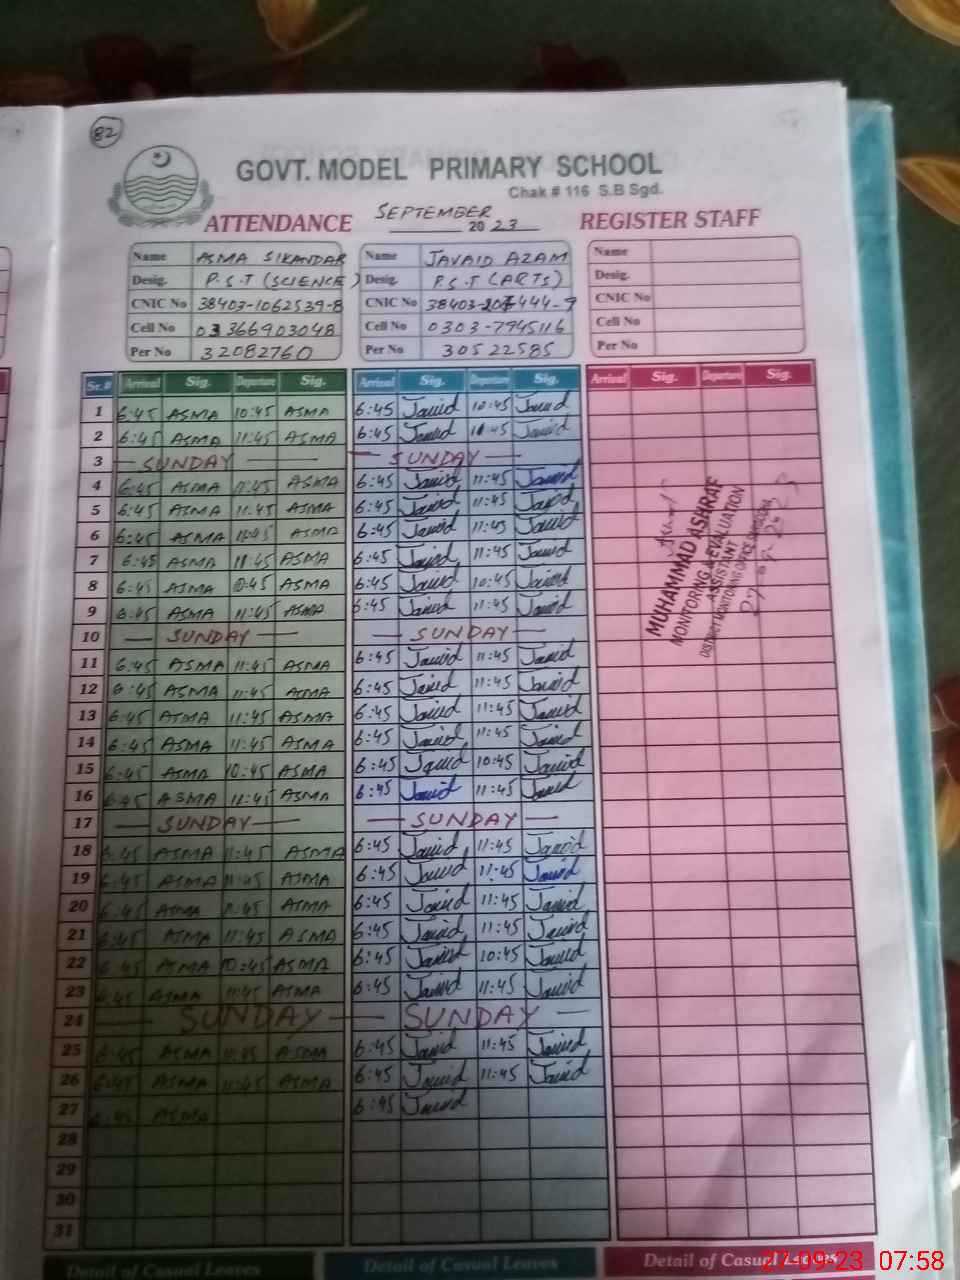 82
GOVT. MODEL PRIMARY SCHOOL
Chak # 116 S.B Sgd.
ATTENDANCE SEPTEMBER 2023 REGISTER STAFF
Name ASMA SIKANDAR Name JAVAID AZAM Name
Desig. P.S.T (SCIENCE) Desig. P.S.T (ARTS) Desig.
CNIC No 38403-1062539-8 CNIC No 38403- 444-9 CNIC No
Cell No 03366903048 Cell No 0303-7945116 Cell No
Per No 32082760 Per No 30522585 Per No
Sr.# Arrival Sig. Departure Sig. Arrival Sig. Departure Sig. Arrival Sig. Departure Sig.
1 6:45 ASMA 10:45 ASMA 6:45 Javid 10:45 Javid
2 6:45 ASMA 11:45 ASMA 6:45 Javid 11:45 Javid
3 — SUNDAY — — SUNDAY —
4 6:45 ASMA 11:45 ASMA 6:45 Javid 11:45 Javid
5 6:45 ASMA 11:45 ASMA 6:45 Javid 11:45 Javid
6 6:45 ASMA 11:45 ASMA 6:45 Javid 11:45 Javid
7 6:45 ASMA 11:45 ASMA 6:45 Javid 11:45 Javid
8 6:45 ASMA 10:45 ASMA 6:45 Javid 10:45 Javid
9 6:45 ASMA 11:45 ASMA 6:45 Javid 11:45 Javid
10 — SUNDAY — — SUNDAY —
11 6:45 ASMA 11:45 ASMA 6:45 Javid 11:45 Javid
12 6:45 ASMA 11:45 ASMA 6:45 Javid 11:45 Javid
13 6:45 ASMA 11:45 ASMA 6:45 Javid 11:45 Javid
14 6:45 ASMA 11:45 ASMA 6:45 Javid 11:45 Javid
15 6:45 ASMA 10:45 ASMA 6:45 Javid 10:45 Javid
16 6:45 ASMA 11:45 ASMA 6:45 Javid 11:45 Javid
17 — SUNDAY — — SUNDAY —
18 6:45 ASMA 11:45 ASMA 6:45 Javid 11:45 Javid
19 6:45 ASMA 11:45 ASMA 6:45 Javid 11:45 Javid
20 6:45 ASMA 11:45 ASMA 6:45 Javid 11:45 Javid
21 6:45 ASMA 11:45 ASMA 6:45 Javid 11:45 Javid
22 6:45 ASMA 10:45 ASMA 6:45 Javid 10:45 Javid
23 6:45 ASMA 11:45 ASMA 6:45 Javid 11:45 Javid
24 — SUNDAY — SUNDAY —
25 6:45 ASMA 11:45 ASMA 6:45 Javid 11:45 Javid
26 6:45 ASMA 11:45 ASMA 6:45 Javid 11:45 Javid
27 6:45 ASMA 6:45 Javid
28
29
30
31
Ashraf
MUHAMMAD ASHRAF
MONITORING & EVALUATION
ASSISTANT
DISTRICT MONITORING OFFICE SARGODHA
27-9-2023
Detail of Casual Leaves Detail of Casual Leaves Detail of Casual Leaves
27-09-23 07:58